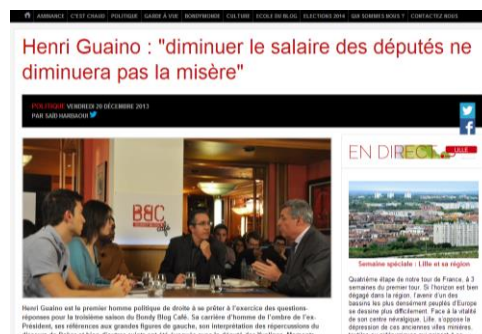 AMBIANCE C'EST CHAUD POLITIQUE GARDE À VUE BONDYMONDE CULTURE ECOLE DU BLOG ELECTIONS 2014 QUI SOMMES NOUS ? CONTACTEZ NOUS
Henri Guaino : "diminuer le salaire des députés ne
diminuera pas la misère"
POLITIQUE VENDREDI 20 DÉCEMBRE 2013
PAR SAÏD HARBAOUI
BBC
EN DIRECT
LILLE
Semaine spéciale : Lille et sa région
Quatrième étape de notre tour de France, à 3
semaines du premier tour. Si l'horizon est bien
dégagé dans la région, l'avenir d'un des
bassins les plus densément peuplés d'Europe
se dessine plus difficilement. Face à la vitalité
de son centre névralgique, Lille, s'oppose la
dépression de ces anciennes villes minières,
Henri Guaino est le premier homme politique de droite à se prêter à l'exercice des questions-
réponses pour la troisième saison du Bondy Blog Café. Sa carrière d'homme de l'ombre de l'ex-
Président, ses références aux grandes figures de gauche, son interprétation des répercussions du